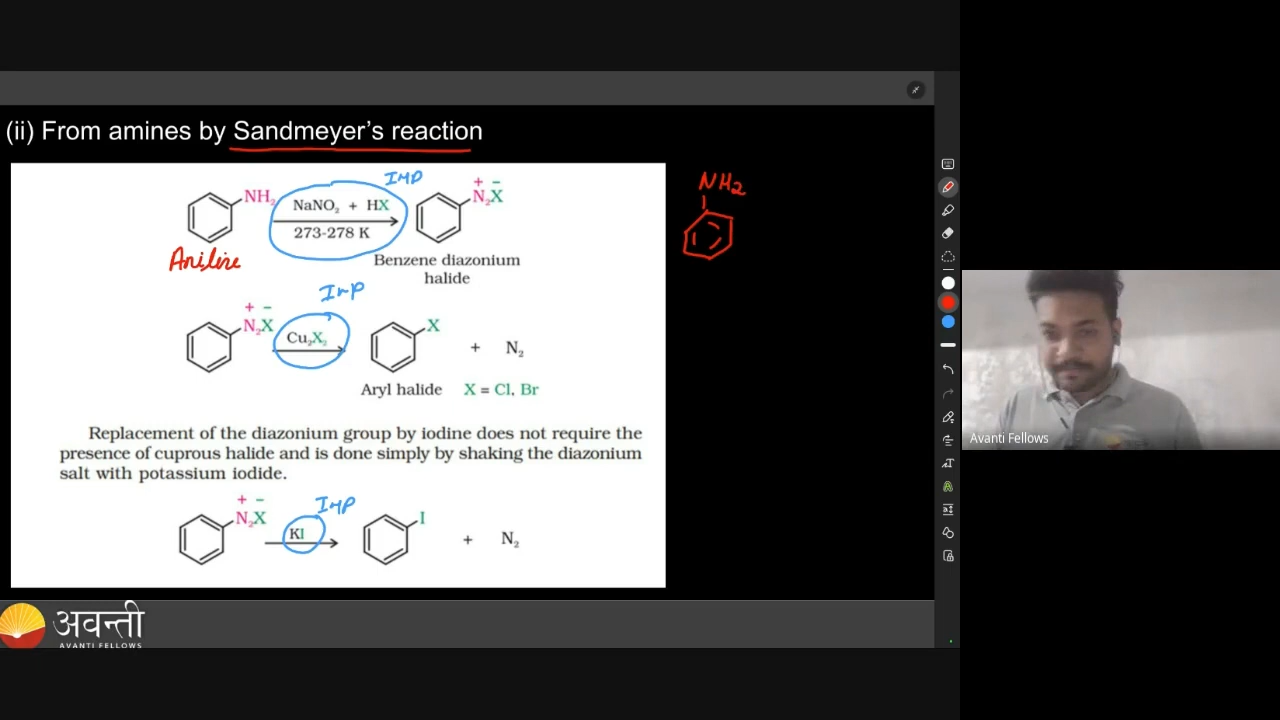 (ii) From amines by Sandmeyer's reaction
IMP
NH₂
NaNO₂ + HX
+ −
N₂X
NH₂
273-278 K
Aniline
Benzene diazonium
halide
IMP
+ −
N₂X
Cu₂X₂
X
+ N₂
Aryl halide X = Cl, Br
Replacement of the diazonium group by iodine does not require the
presence of cuprous halide and is done simply by shaking the diazonium
salt with potassium iodide.
IMP
+ −
N₂X
KI
I
+ N₂
Avanti Fellows
अवन्ती
AVANTI FELLOWS